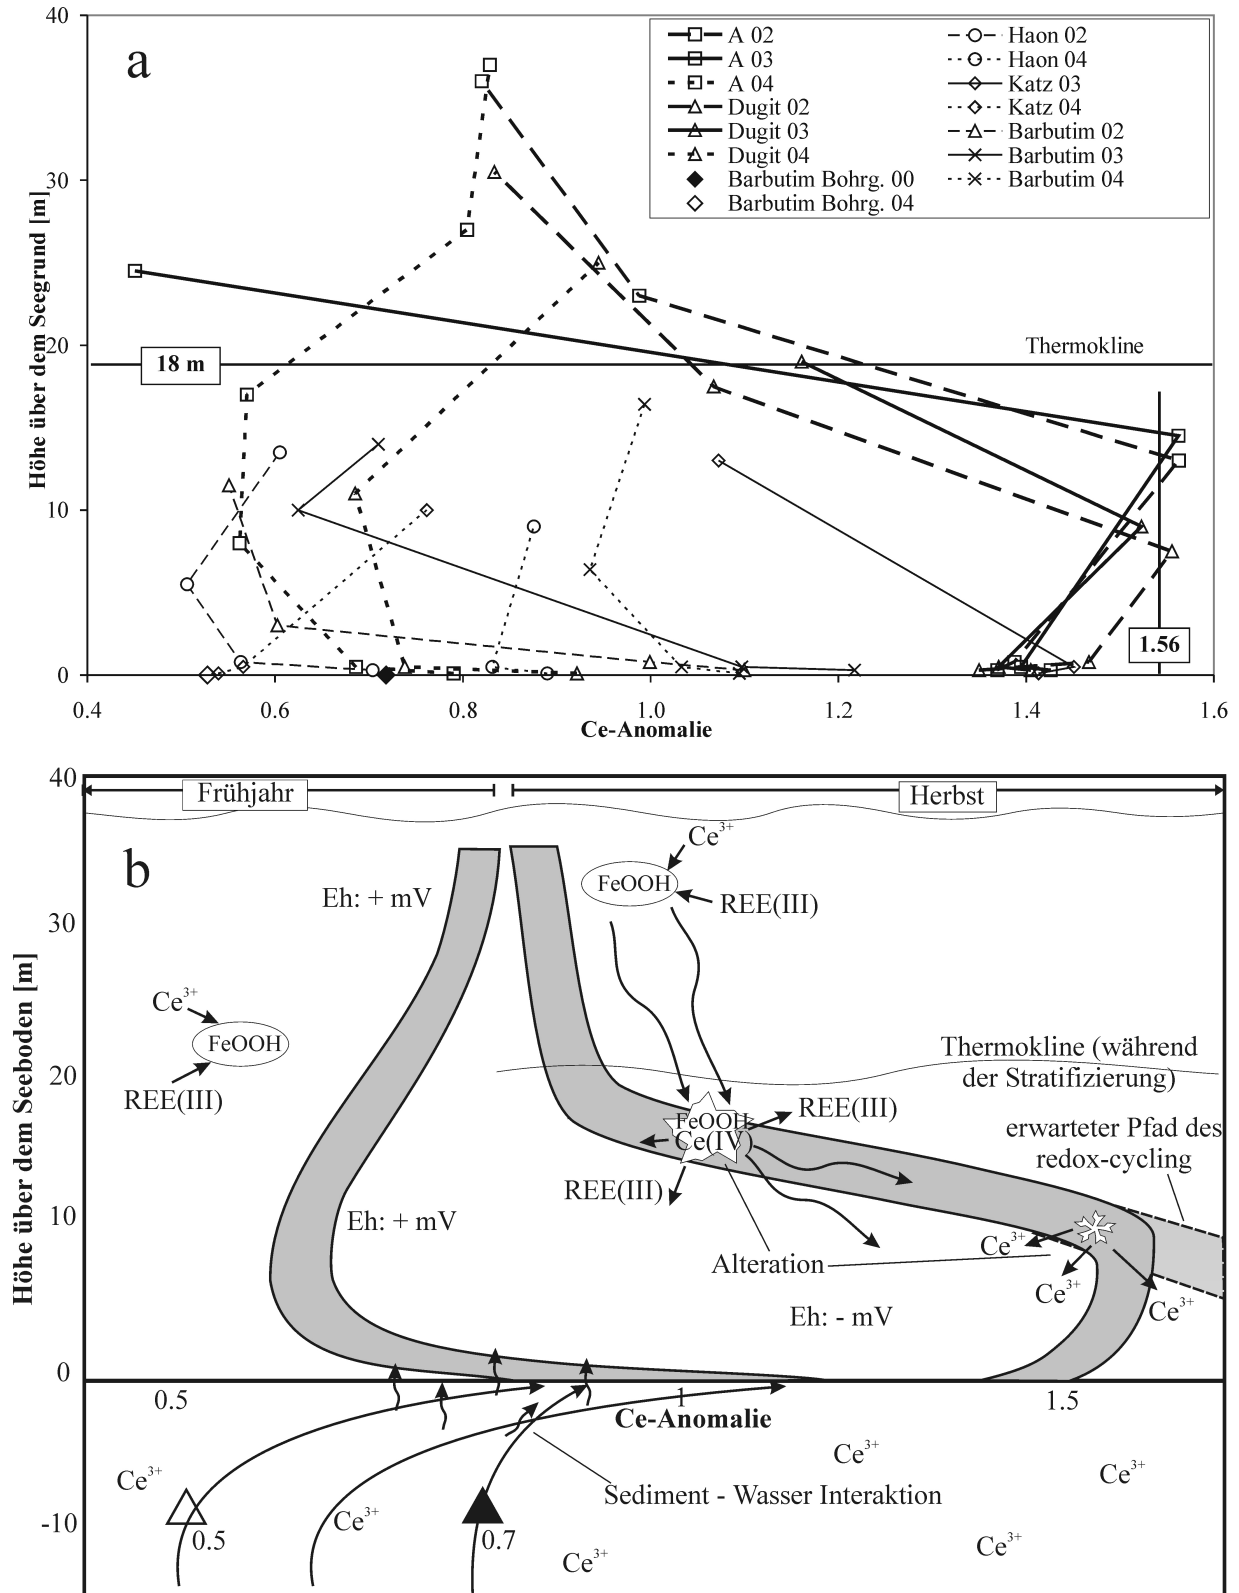 40
a
A 02
A 03
A 04
Dugit 02
Dugit 03
Dugit 04
Barbutim Bohrg. 00
Barbutim Bohrg. 04
Haon 02
Haon 04
Katz 03
Katz 04
Barbutim 02
Barbutim 03
Barbutim 04
30
Höhe über dem Seegrund [m]
20
Thermokline
18 m
10
1.56
0
0.4
0.6
0.8
1.0
1.2
1.4
1.6
Ce-Anomalie
40
Frühjahr
Herbst
b
Ce³⁺
FeOOH
Eh: + mV
REE(III)
30
Höhe über dem Seeboden [m]
Ce³⁺
FeOOH
REE(III)
20
Thermokline (während
der Stratifizierung)
FeOOH
Ce(IV)
REE(III)
erwarteter Pfad des
redox-cycling
REE(III)
10
Eh: + mV
Ce³⁺
Alteration
Ce³⁺
Ce³⁺
Eh: - mV
0
0.5
1
1.5
Ce-Anomalie
Ce³⁺
Ce³⁺
Ce³⁺
Sediment - Wasser Interaktion
-10
0.5
Ce³⁺
0.7
Ce³⁺
Ce³⁺